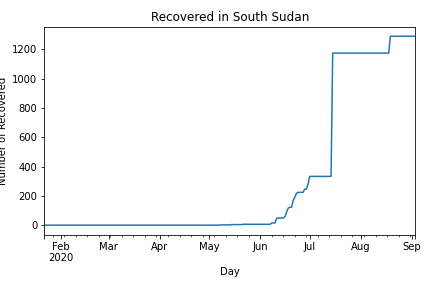 Recovered in South Sudan
Number of Recovered
1200
1000
800
600
400
200
0
Feb Mar Apr May Jun Jul Aug Sep
2020
Day